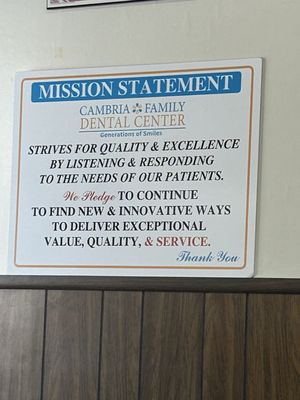 MISSION STATEMENT
CAMBRIA FAMILY
DENTAL CENTER
Generations of Smiles
STRIVES FOR QUALITY & EXCELLENCE
BY LISTENING & RESPONDING
TO THE NEEDS OF OUR PATIENTS.
We Pledge TO CONTINUE
TO FIND NEW & INNOVATIVE WAYS
TO DELIVER EXCEPTIONAL
VALUE, QUALITY, & SERVICE.
Thank You